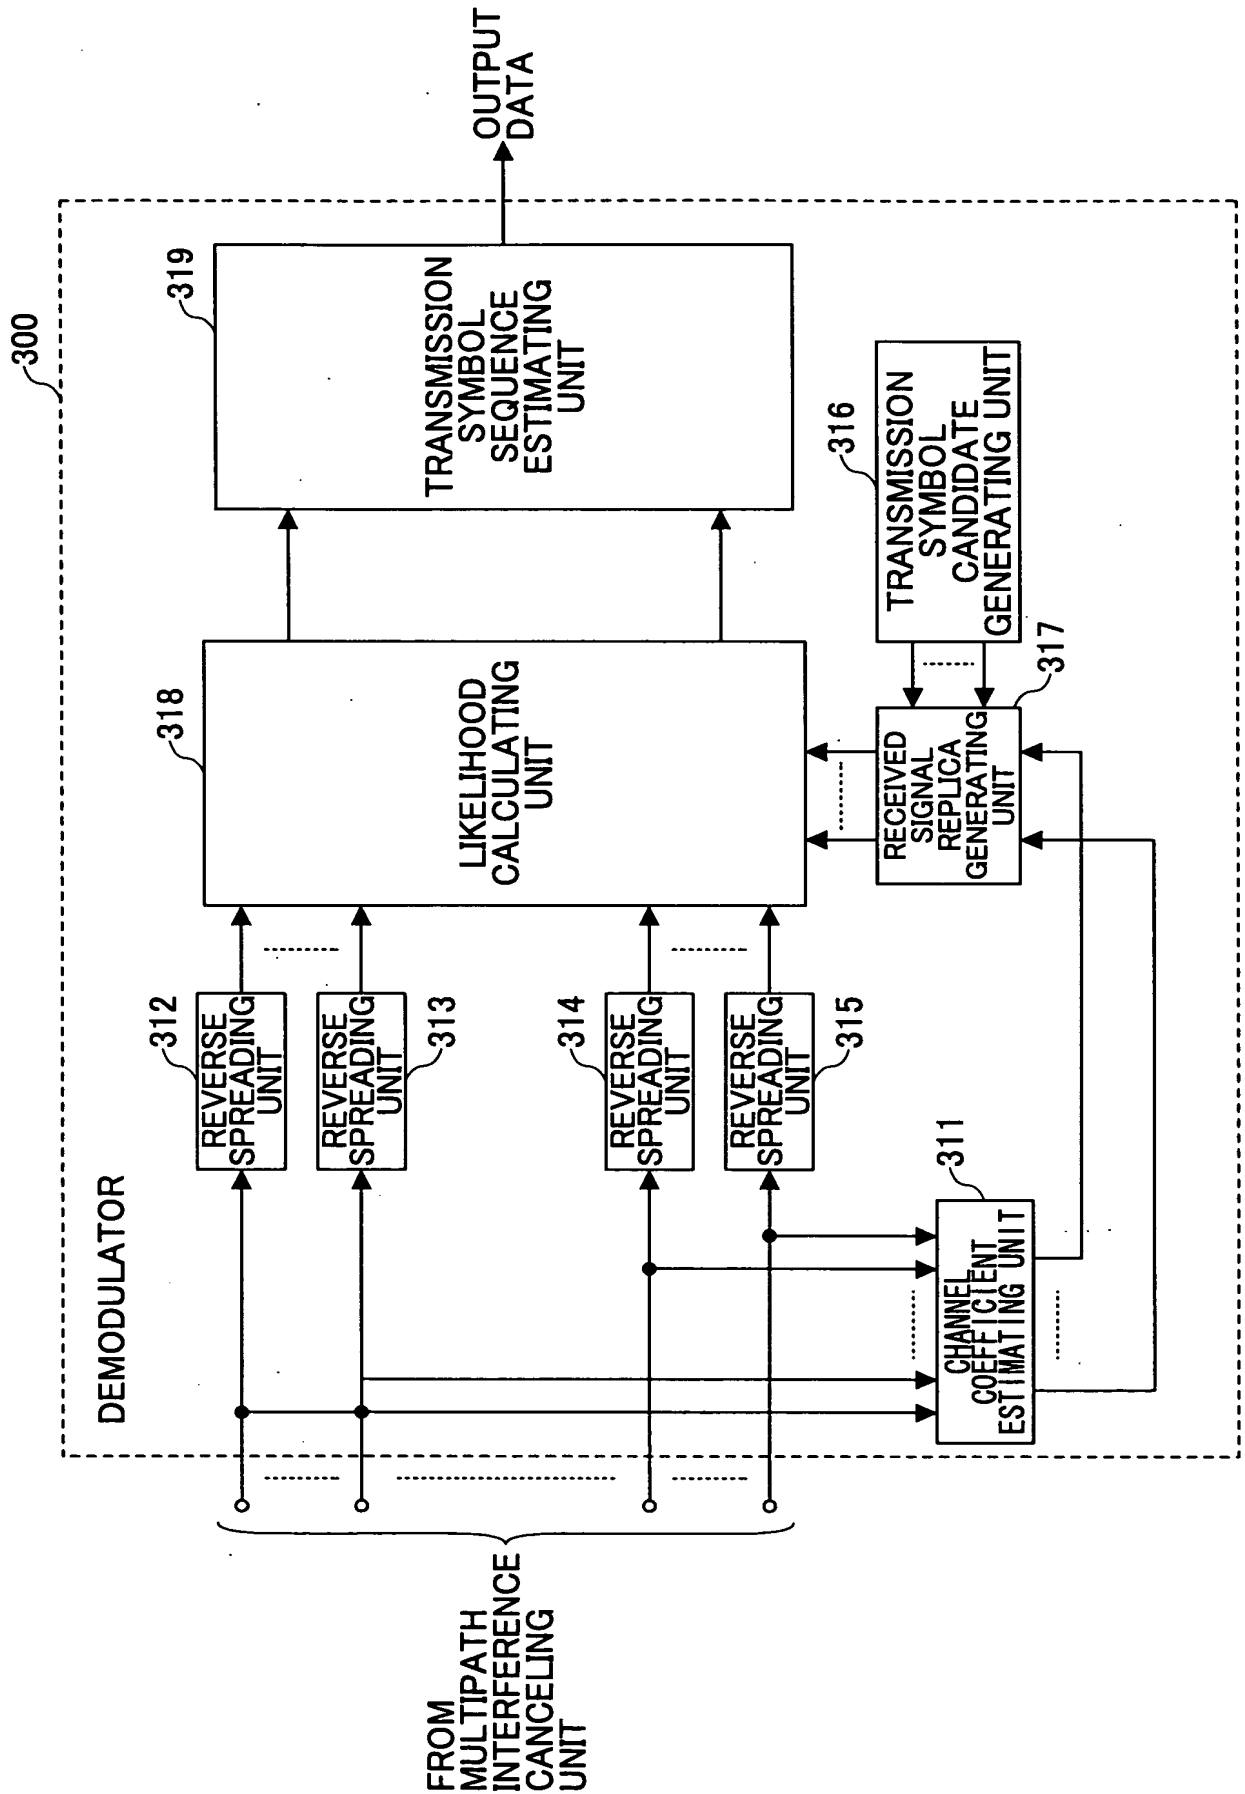 300
DEMODULATOR
FROM
MULTIPATH
INTERFERENCE
CANCELING
UNIT
312
REVERSE
SPREADING
UNIT
REVERSE
SPREADING
UNIT
313
314
REVERSE
SPREADING
UNIT
REVERSE
SPREADING
UNIT
315
311
CHANNEL
COEFFICIENT
ESTIMATING UNIT
318
LIKELIHOOD
CALCULATING
UNIT
RECEIVED
SIGNAL
REPLICA
GENERATING
UNIT
317
316
TRANSMISSION
SYMBOL
CANDIDATE
GENERATING UNIT
319
TRANSMISSION
SYMBOL
SEQUENCE
ESTIMATING
UNIT
OUTPUT
DATA